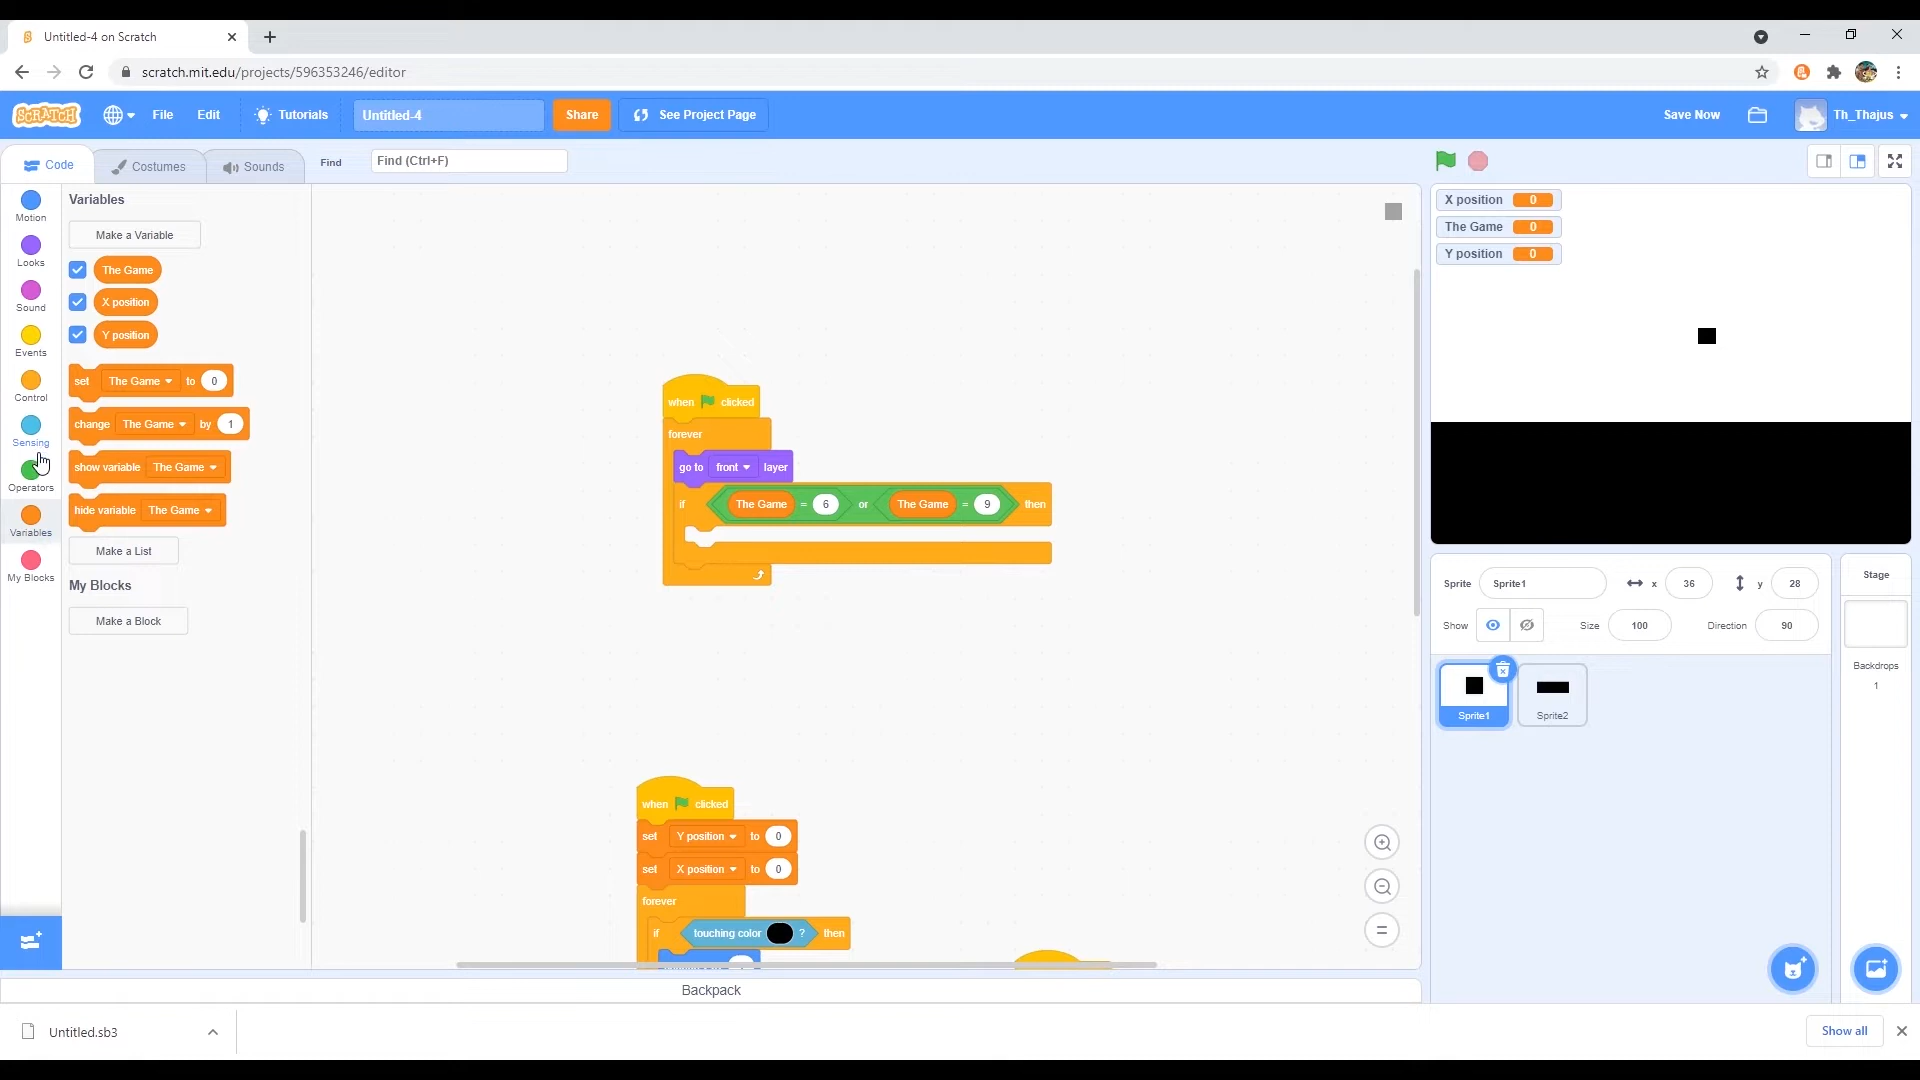 Untitled-4 on Scratch
scratch.mit.edu/projects/596353246/editor
SCRATCH
File
Edit
Tutorials
Untitled-4
Share
See Project Page
Save Now
Th_Thajus
Code
Costumes
Sounds
Find
Find (Ctrl+F)
Motion
Looks
Sound
Events
Control
Sensing
Operators
Variables
My Blocks
Variables
Make a Variable
The Game
X position
Y position
set The Game to 0
change The Game by 1
show variable The Game
hide variable The Game
Make a List
My Blocks
Make a Block
when clicked
forever
go to front layer
if The Game = 6 or The Game = 9 then
when clicked
set Y position to 0
set X position to 0
forever
if touching color ? then
X position 0
The Game 0
Y position 0
Sprite Sprite1 x 36 y 28
Show Size 100 Direction 90
Sprite1
Sprite2
Stage
Backdrops
1
Backpack
Untitled.sb3
Show all